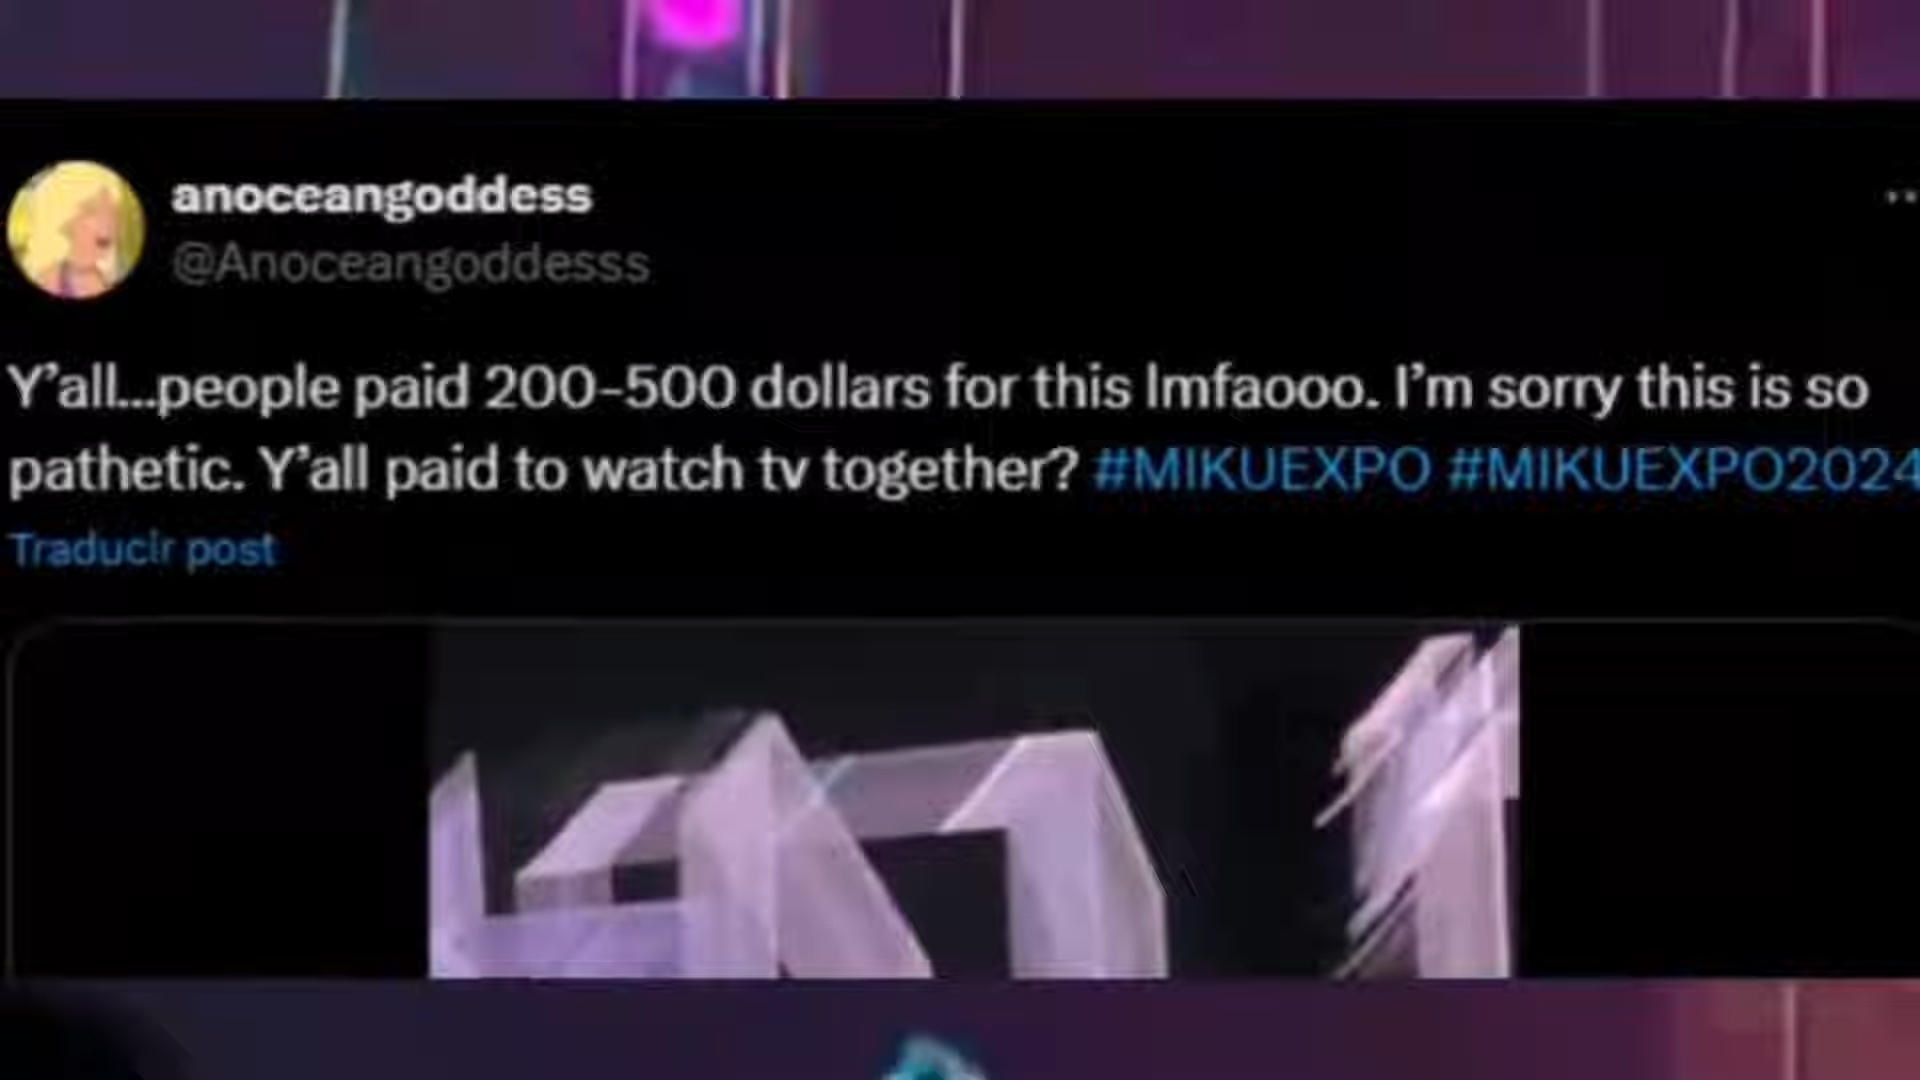 anoceangoddess
@Anoceangoddesss
Y'all...people paid 200-500 dollars for this lmfaooo. I'm sorry this is so
pathetic. Y'all paid to watch tv together? #MIKUEXPO #MIKUEXPO2024
Traducir post